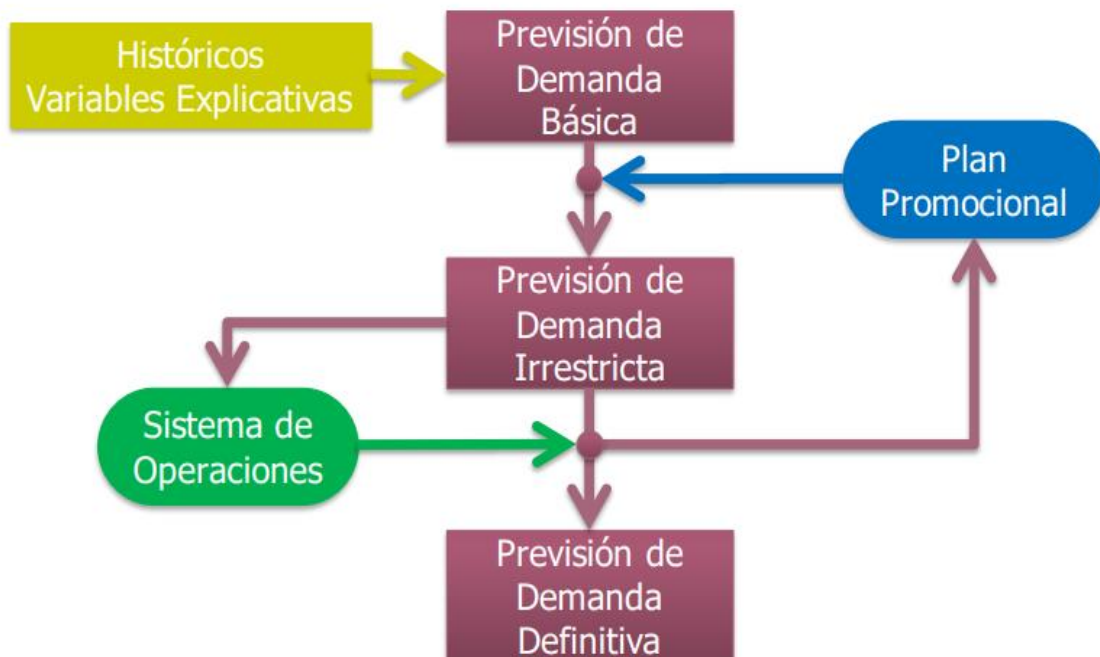 Históricos
Variables Explicativas
Previsión de
Demanda
Básica
Plan
Promocional
Previsión de
Demanda
Irrestricta
Sistema de
Operaciones
Previsión de
Demanda
Definitiva